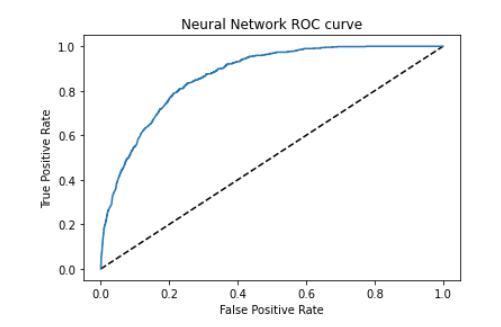 Neural Network ROC curve
1.0
0.8
0.6
0.4
0.2
0.0
True Positive Rate
0.0 0.2 0.4 0.6 0.8 1.0
False Positive Rate